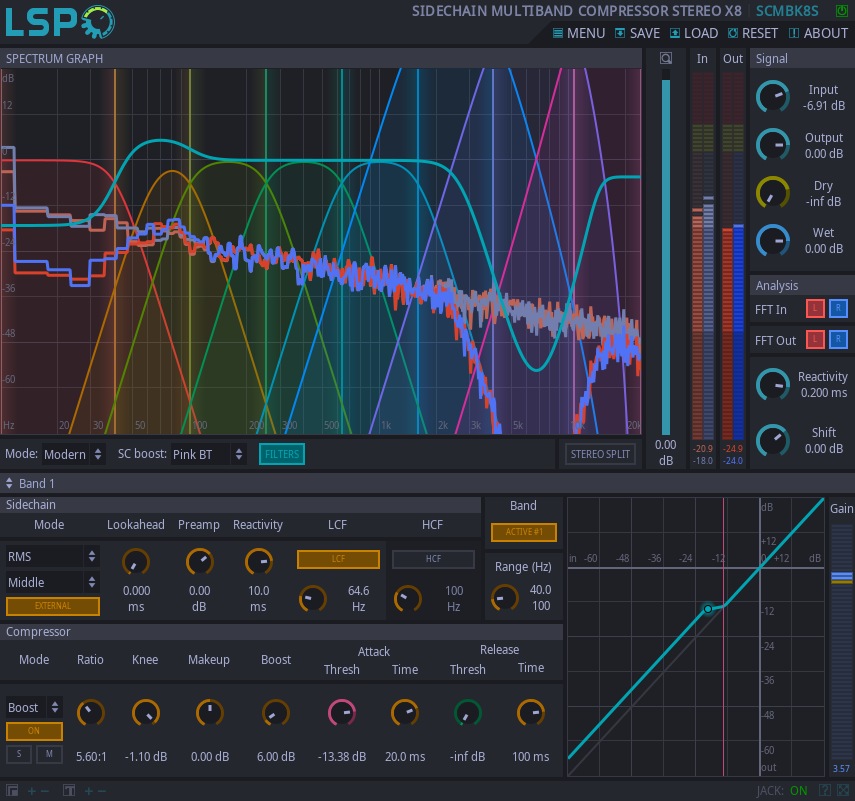 LSP
SIDECHAIN MULTIBAND COMPRESSOR STEREO X8 SCMBK8S
MENU SAVE LOAD RESET ABOUT
SPECTRUM GRAPH
In Out
Signal
dB
12
0
-12
-24
-36
-48
-60
Hz 20 30 50 100 200 300 500 1k 2k 3k 5k 10k 20k
0.00
dB
-20.9 -24.9
-18.0 -24.0
Input
-6.91 dB
Output
0.00 dB
Dry
-inf dB
Wet
0.00 dB
Analysis
FFT In L R
FFT Out L R
Reactivity
0.200 ms
Shift
0.00 dB
Mode: Modern SC boost: Pink BT FILTERS STEREO SPLIT
Band 1
Sidechain
Mode Lookahead Preamp Reactivity LCF HCF
RMS
Middle
EXTERNAL
0.000
ms
0.00
dB
10.0
ms
LCF
64.6
Hz
HCF
100
Hz
Band
ACTIVE #1
Range (Hz)
40.0
100
Compressor
Mode Ratio Knee Makeup Boost Attack Release
Thresh Time Thresh Time
Boost
ON
S M
5.60:1 -1.10 dB 0.00 dB 6.00 dB -13.38 dB 20.0 ms -inf dB 100 ms
dB
+12
in -60 -48 -36 -24 -12 0 +12 dB
-12
-24
-36
-48
-60
out
Gain
3.57
+ − T + −
JACK: ON ?